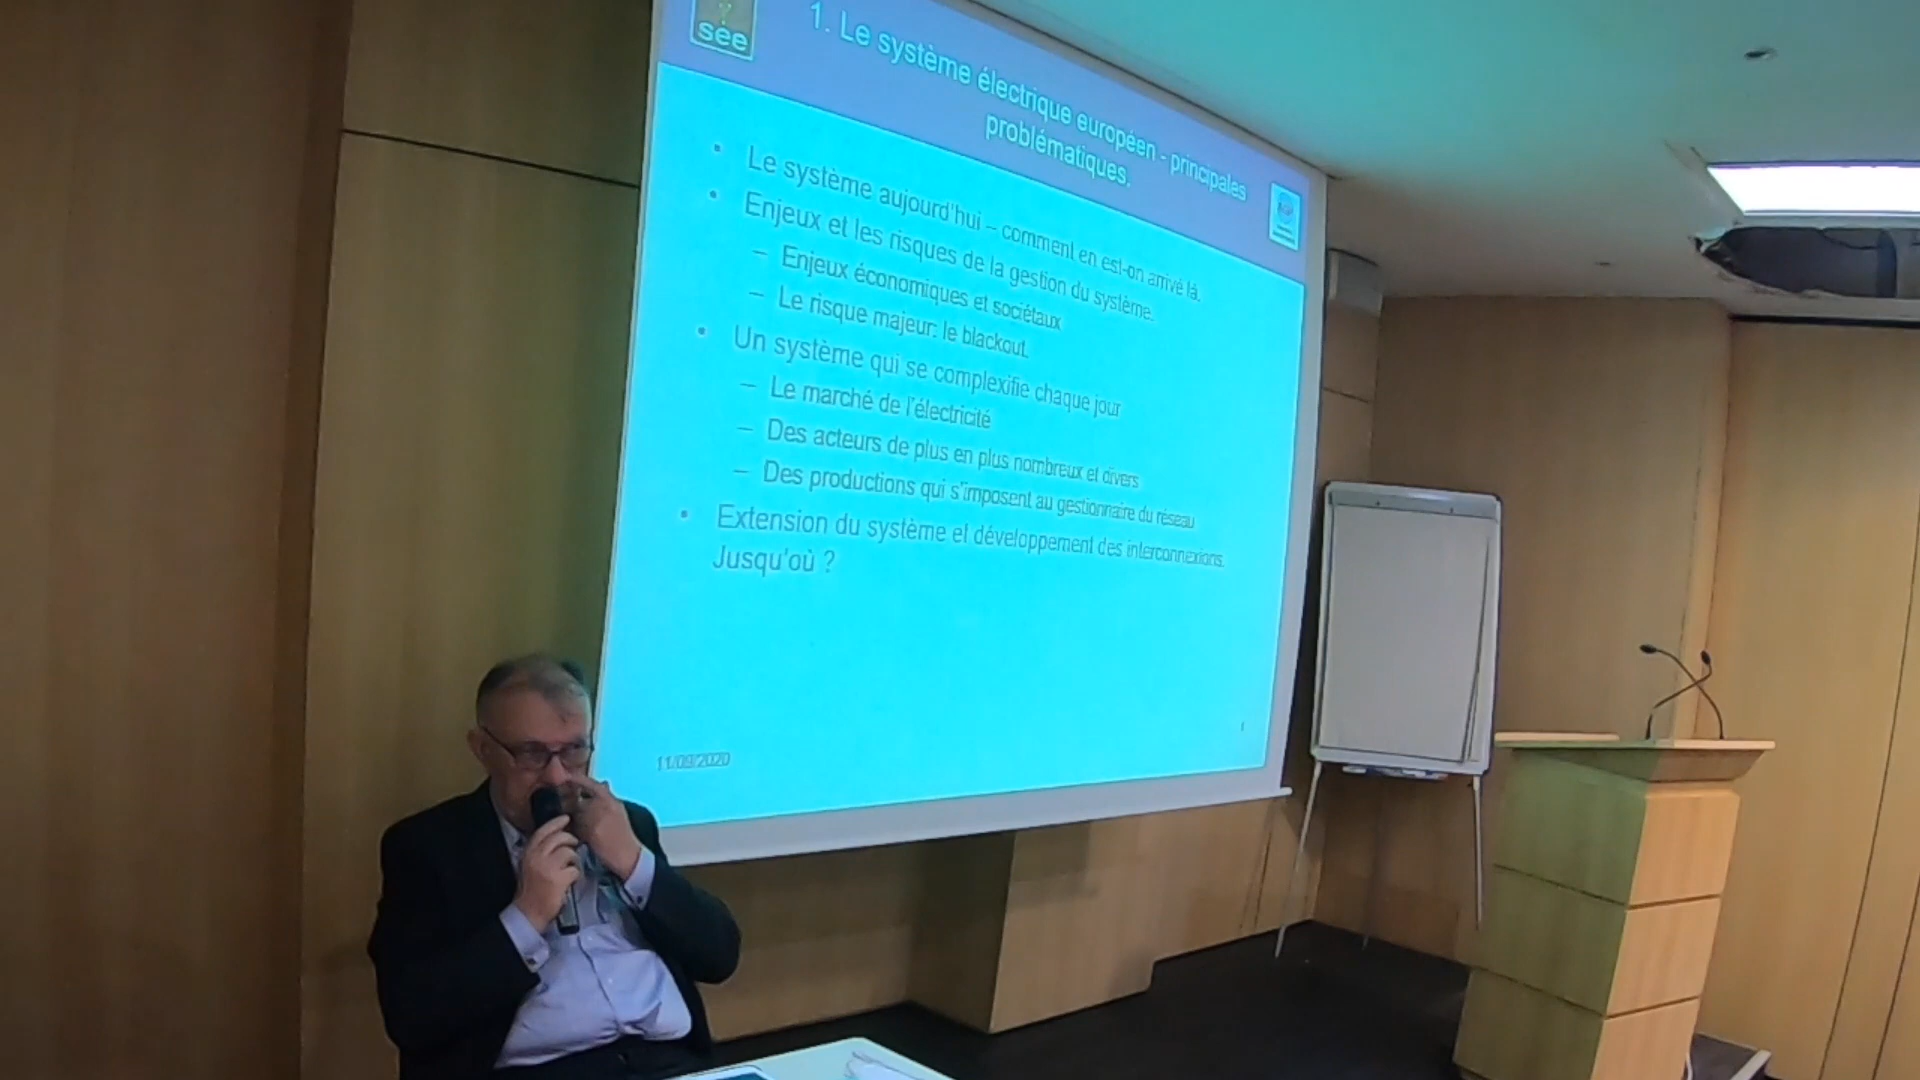 sée
1. Le système électrique européen - principales
problématiques.
• Le système aujourd'hui – comment en est-on arrivé là.
• Enjeux et les risques de la gestion du système.
– Enjeux économiques et sociétaux
– Le risque majeur: le blackout.
• Un système qui se complexifie chaque jour
– Le marché de l'électricité
– Des acteurs de plus en plus nombreux et divers
– Des productions qui s'imposent au gestionnaire du réseau
• Extension du système et développement des interconnexions.
Jusqu'où ?
11/09/2020